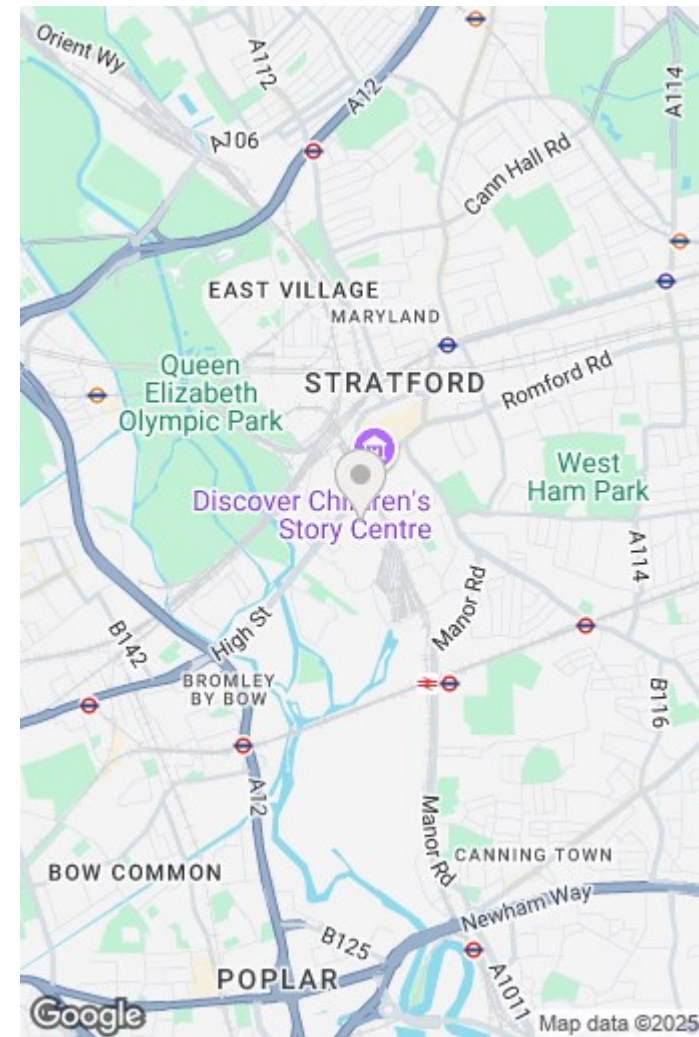 Orient Wy
A112
A12
A114
A106
Cann Hall Rd
EAST VILLAGE
MARYLAND
Queen
Elizabeth
Olympic Park
STRATFORD
Romford Rd
West
Ham Park
Discover Children's
Story Centre
A114
Manor Rd
High St
B142
BROMLEY
BY BOW
B116
A12
Manor Rd
CANNING TOWN
BOW COMMON
Newham Way
B125
POPLAR
A1011
Google
Map data ©2025